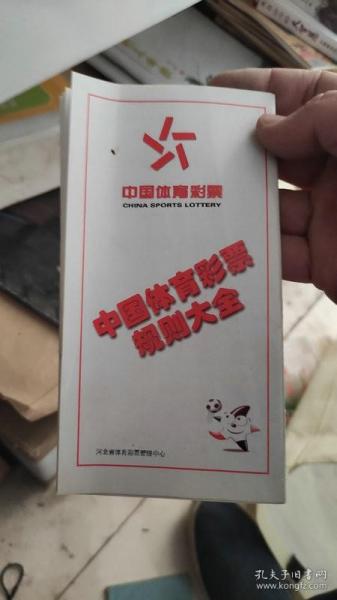 中国体育彩票
CHINA SPORTS LOTTERY
中国体育彩票
规则大全
河北省体育彩票管理中心
孔夫子旧书网
kongfz.com